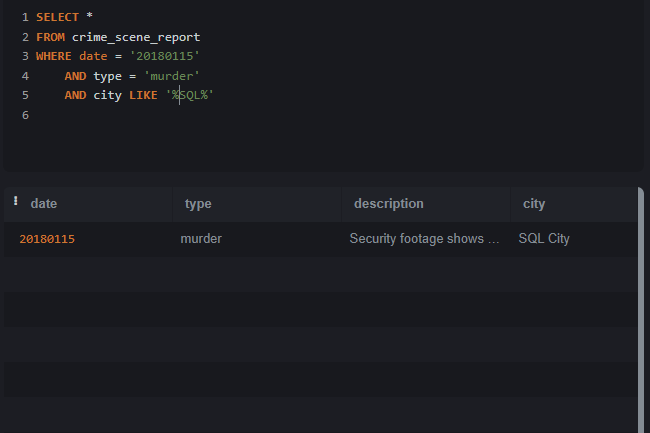 1 SELECT *
2 FROM crime_scene_report
3 WHERE date = '20180115'
4 AND type = 'murder'
5 AND city LIKE '%SQL%'
6
date type description city
20180115 murder Security footage shows ... SQL City